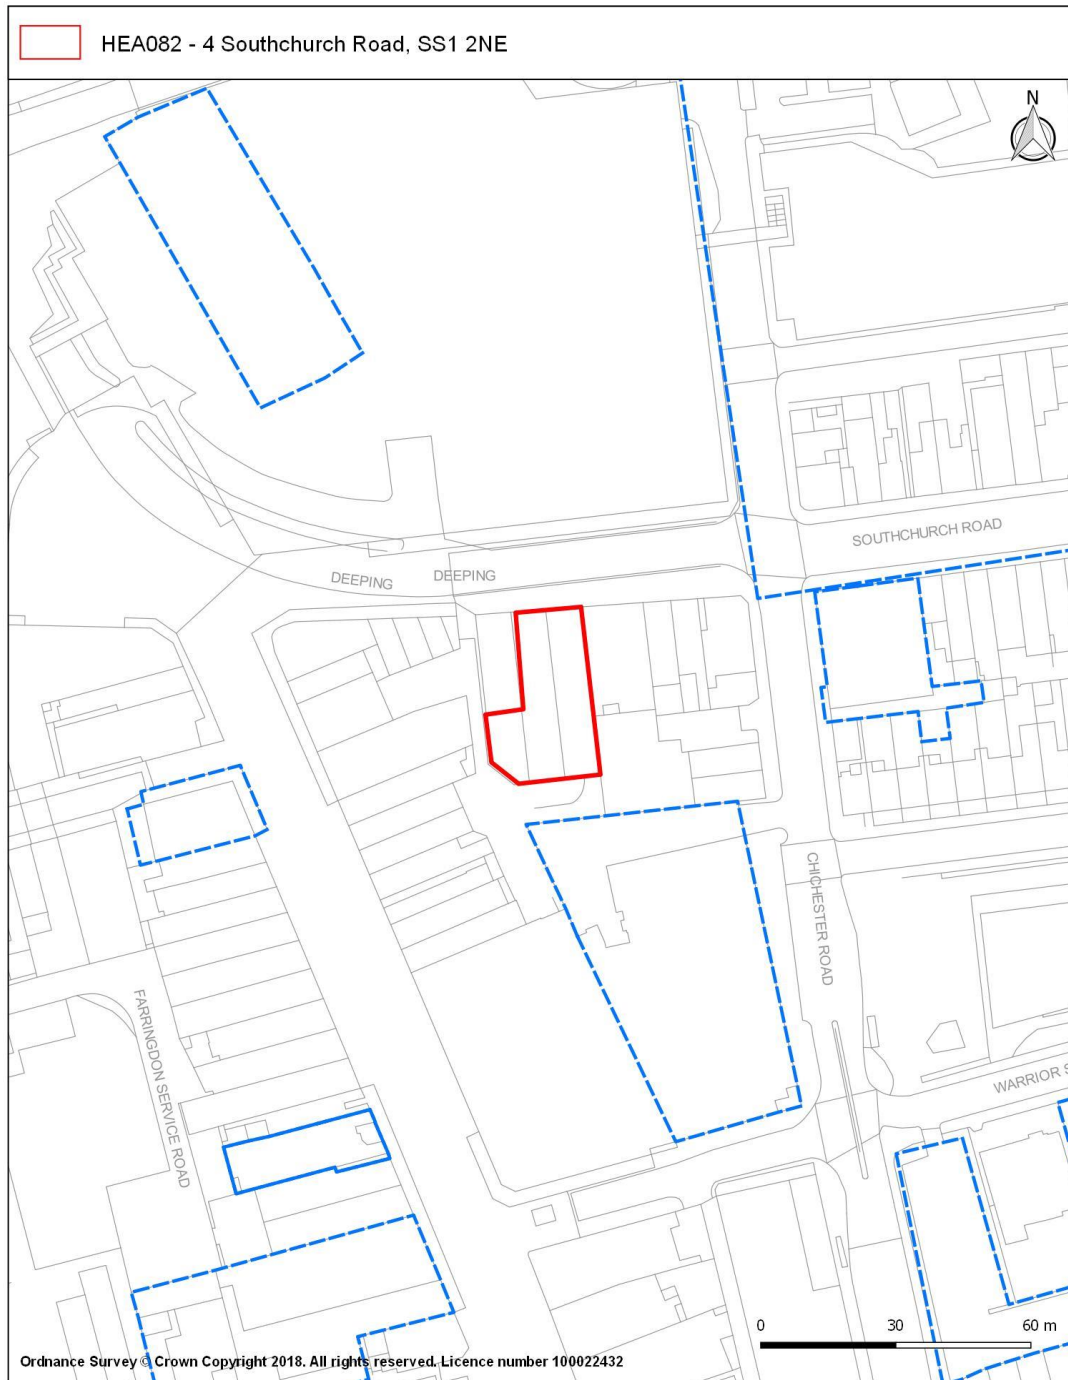 HEA082 - 4 Southchurch Road, SS1 2NE
N
SOUTHCHURCH ROAD
DEEPING
DEEPING
CHICHESTER ROAD
FARRINGDON SERVICE ROAD
WARRIOR S
0 30 60 m
Ordnance Survey © Crown Copyright 2018. All rights reserved. Licence number 100022432